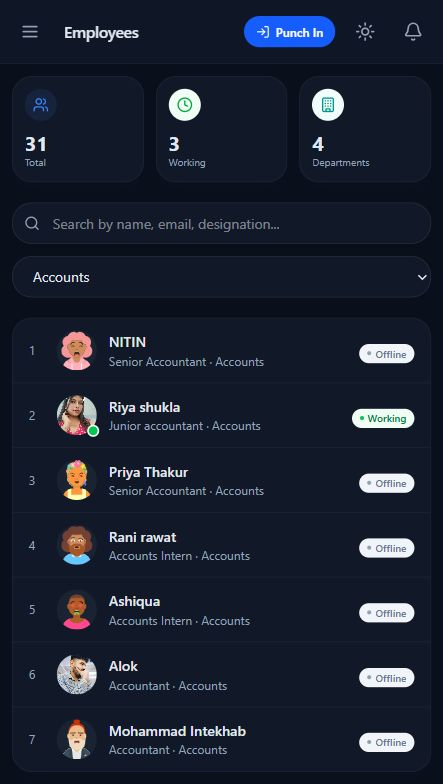 Employees
Punch In
31
Total
3
Working
4
Departments
Search by name, email, designation...
Accounts
1
NITIN
Senior Accountant · Accounts
Offline
2
Riya shukla
Junior accountant · Accounts
Working
3
Priya Thakur
Senior Accountant · Accounts
Offline
4
Rani rawat
Accounts Intern · Accounts
Offline
5
Ashiqua
Accounts Intern · Accounts
Offline
6
Alok
Accountant · Accounts
Offline
7
Mohammad Intekhab
Accountant · Accounts
Offline